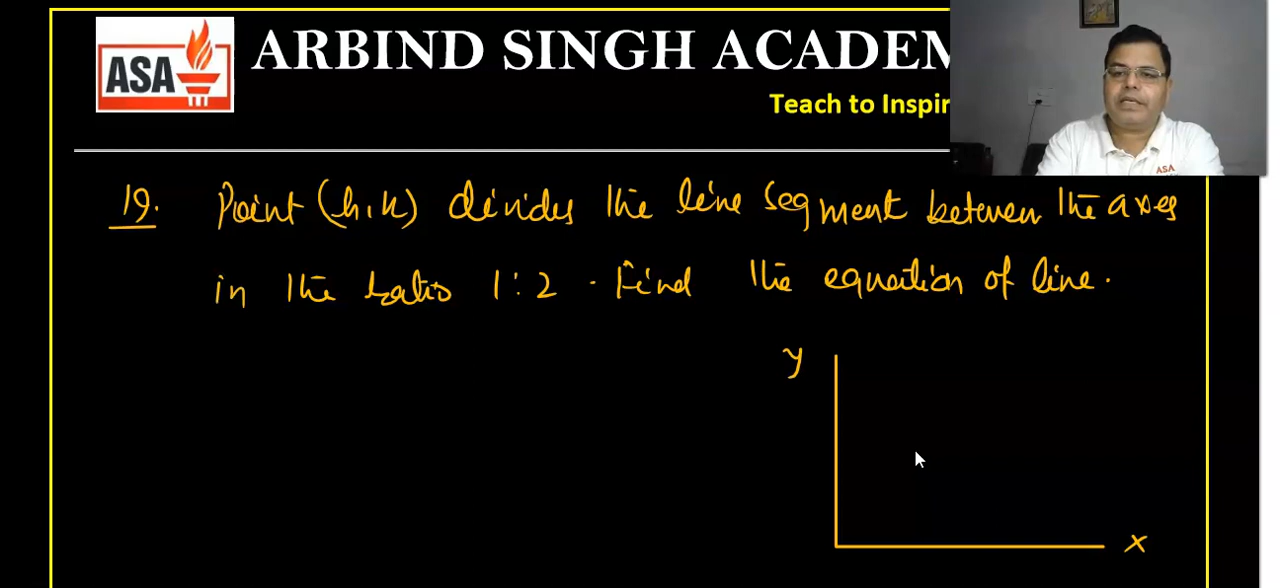 ASA
ARBIND SINGH ACADEM
Teach to Inspir
ASA
19. Point (h,k) divides the line segment between the axes
in the ratio 1:2 . Find the equation of line.
y
x